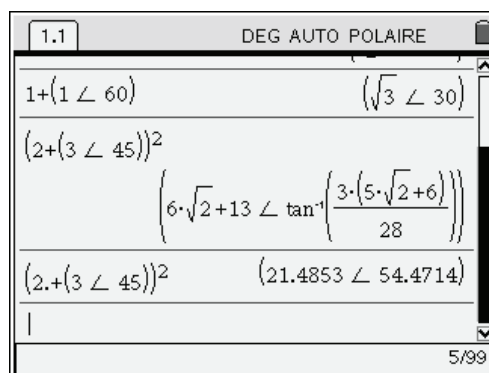 1.1 DEG AUTO POLAIRE
1+(1 ∠ 60) (√3 ∠ 30)
(2+(3 ∠ 45))²
(6·√2+13 ∠ tan⁻¹(3·(5·√2+6)/28))
(2.+(3 ∠ 45))² (21.4853 ∠ 54.4714)
5/99